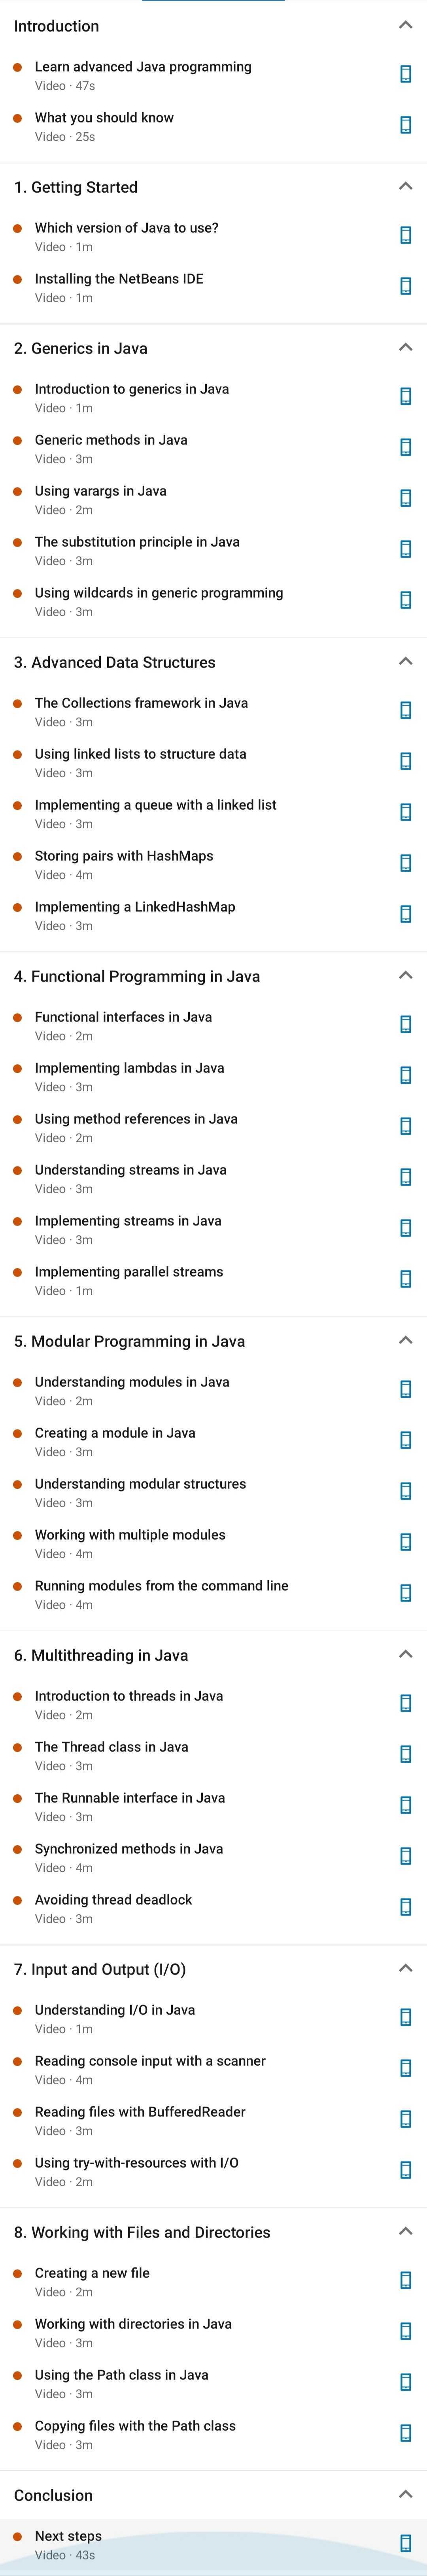 Introduction
Learn advanced Java programming
Video · 47s
What you should know
Video · 25s
1. Getting Started
Which version of Java to use?
Video · 1m
Installing the NetBeans IDE
Video · 1m
2. Generics in Java
Introduction to generics in Java
Video · 1m
Generic methods in Java
Video · 3m
Using varargs in Java
Video · 2m
The substitution principle in Java
Video · 3m
Using wildcards in generic programming
Video · 3m
3. Advanced Data Structures
The Collections framework in Java
Video · 3m
Using linked lists to structure data
Video · 3m
Implementing a queue with a linked list
Video · 3m
Storing pairs with HashMaps
Video · 4m
Implementing a LinkedHashMap
Video · 3m
4. Functional Programming in Java
Functional interfaces in Java
Video · 2m
Implementing lambdas in Java
Video · 3m
Using method references in Java
Video · 2m
Understanding streams in Java
Video · 3m
Implementing streams in Java
Video · 3m
Implementing parallel streams
Video · 1m
5. Modular Programming in Java
Understanding modules in Java
Video · 2m
Creating a module in Java
Video · 3m
Understanding modular structures
Video · 3m
Working with multiple modules
Video · 4m
Running modules from the command line
Video · 4m
6. Multithreading in Java
Introduction to threads in Java
Video · 2m
The Thread class in Java
Video · 3m
The Runnable interface in Java
Video · 3m
Synchronized methods in Java
Video · 4m
Avoiding thread deadlock
Video · 3m
7. Input and Output (I/O)
Understanding I/O in Java
Video · 1m
Reading console input with a scanner
Video · 4m
Reading files with BufferedReader
Video · 3m
Using try-with-resources with I/O
Video · 2m
8. Working with Files and Directories
Creating a new file
Video · 2m
Working with directories in Java
Video · 3m
Using the Path class in Java
Video · 3m
Copying files with the Path class
Video · 3m
Conclusion
Next steps
Video · 43s